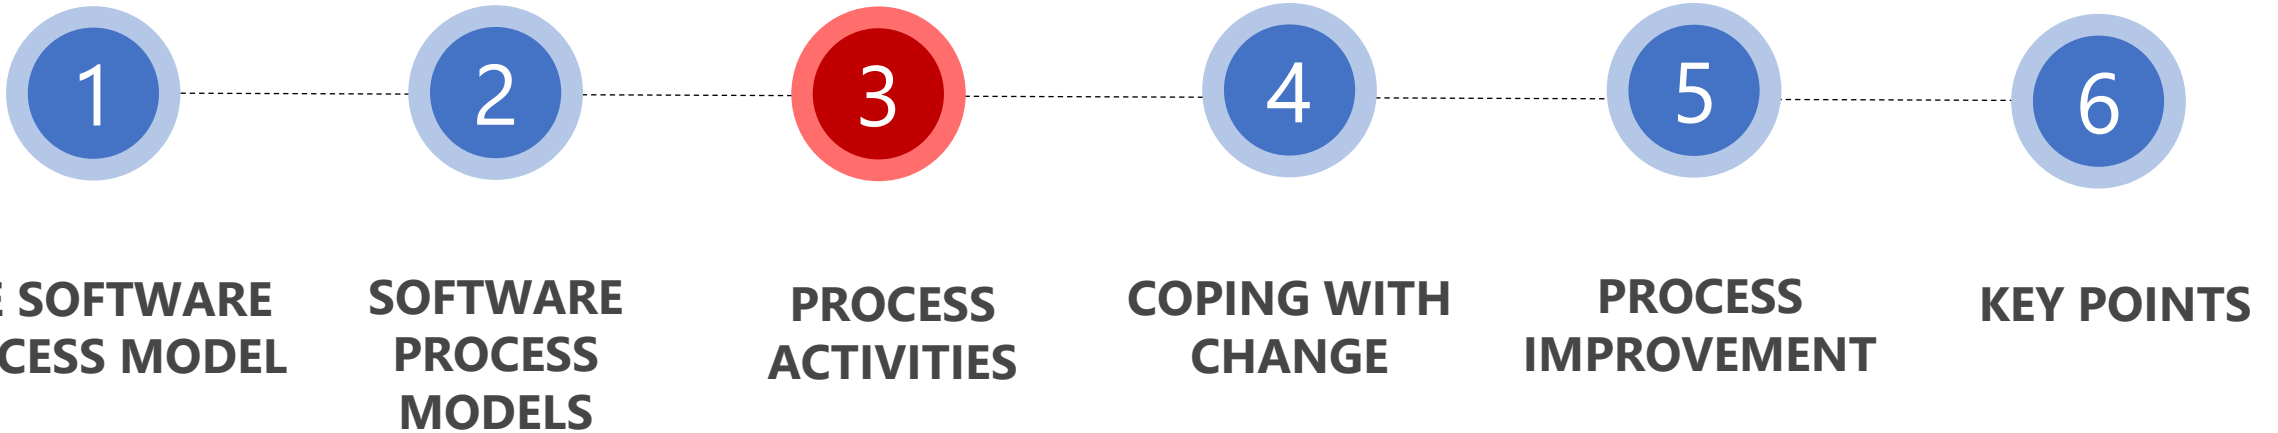 1
2
3
4
5
6
SOFTWARE
MODEL
SOFTWARE
PROCESS
MODELS
PROCESS
ACTIVITIES
COPING WITH
CHANGE
PROCESS
IMPROVEMENT
KEY POINTS